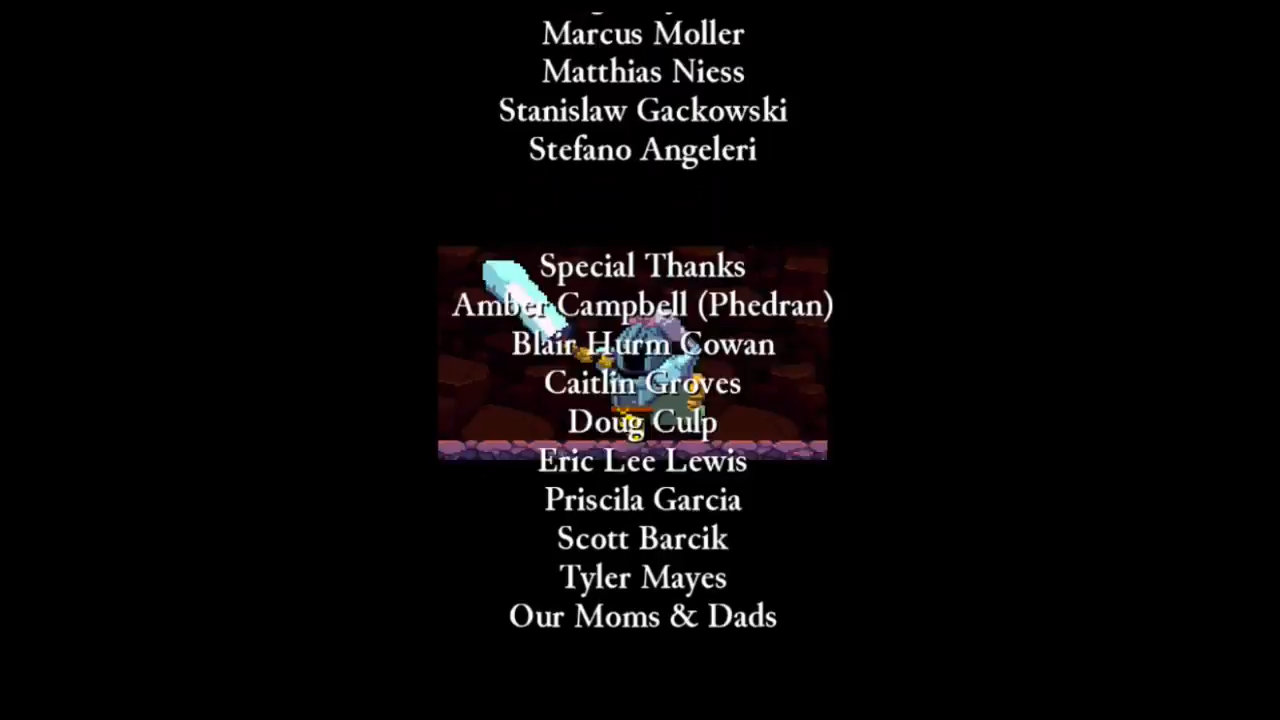 Marcus Moller
Matthias Niess
Stanislaw Gackowski
Stefano Angeleri
Special Thanks
Amber Campbell (Phedran)
Blair Hurm Cowan
Caitlin Groves
Doug Culp
Eric Lee Lewis
Priscila Garcia
Scott Barcik
Tyler Mayes
Our Moms & Dads